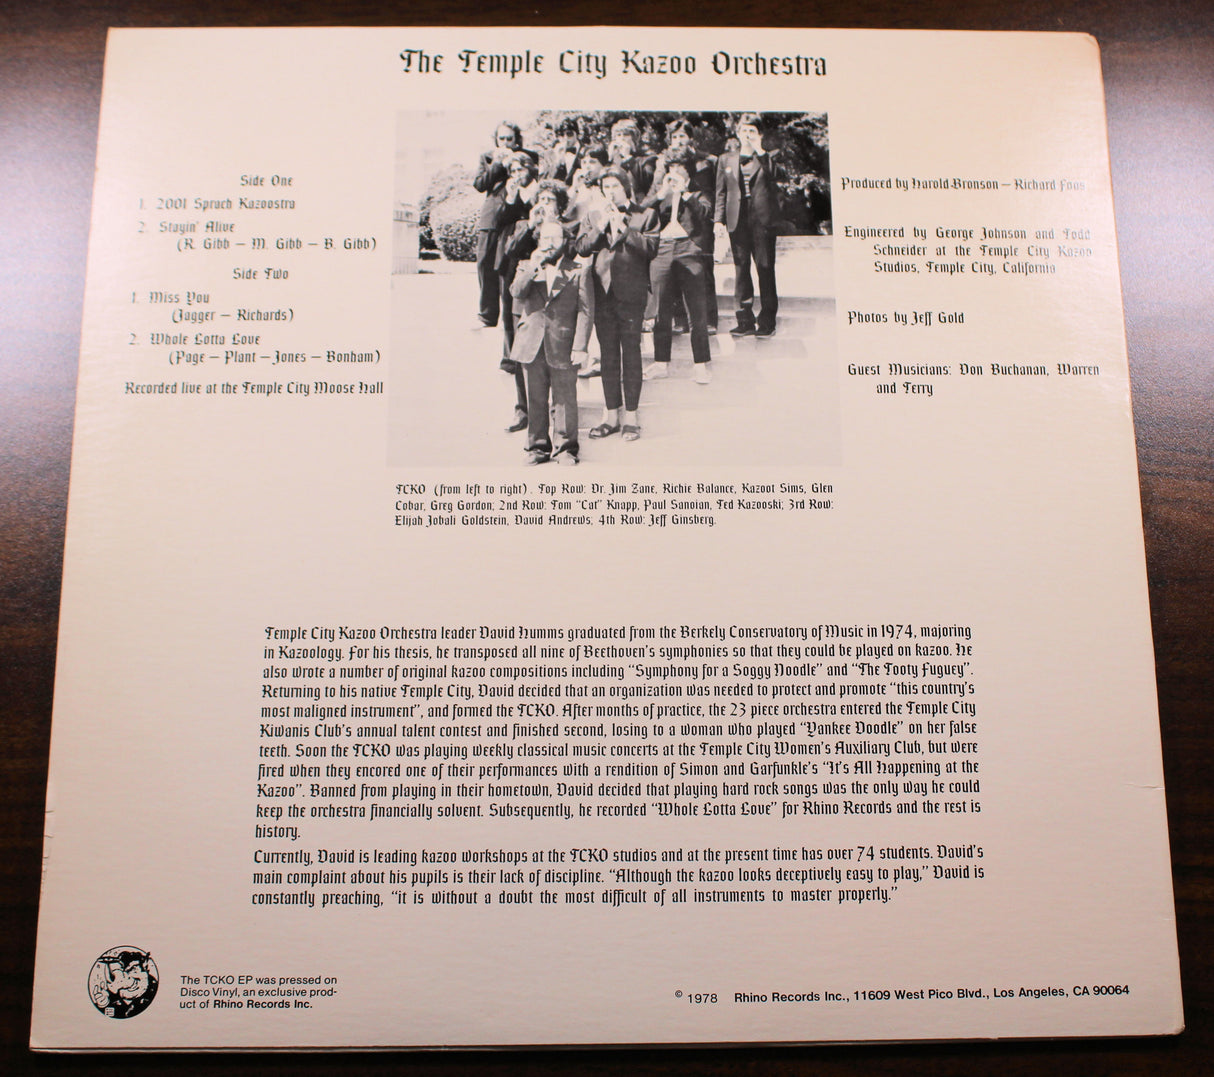 The Temple City Kazoo Orchestra
Side One
1. 2001 Sprach Kazoostra
2. Stayin' Alive
(R. Gibb – M. Gibb – B. Gibb)
Side Two
1. Miss You
(Jagger – Richards)
2. Whole Lotta Love
(Page – Plant – Jones – Bonham)
Recorded live at the Temple City Moose Hall
Produced by Harold Bronson – Richard Foos
Engineered by George Johnson and Todd
Schneider at the Temple City Kazoo
Studios, Temple City, California
Photos by Jeff Gold
Guest Musicians: Don Buchanan, Warren
and Terry
TCKO (from left to right). Top Row: Dr. Jim Zane, Richie Balance, Kazoot Sims, Glen
Cobar, Greg Gordon; 2nd Row: Tom "Cat" Knapp, Paul Sanoian, Ted Kazooski; 3rd Row:
Elijah Jobali Goldstein, David Andrews; 4th Row: Jeff Ginsberg.
Temple City Kazoo Orchestra leader David Humms graduated from the Berkely Conservatory of Music in 1974, majoring
in Kazoology. For his thesis, he transposed all nine of Beethoven's symphonies so that they could be played on kazoo. He
also wrote a number of original kazoo compositions including "Symphony for a Soggy Noodle" and "The Tooty Fuguey".
Returning to his native Temple City, David decided that an organization was needed to protect and promote "this country's
most maligned instrument", and formed the TCKO. After months of practice, the 23 piece orchestra entered the Temple City
Kiwanis Club's annual talent contest and finished second, losing to a woman who played "Yankee Doodle" on her false
teeth. Soon the TCKO was playing weekly classical music concerts at the Temple City Women's Auxiliary Club, but were
fired when they encored one of their performances with a rendition of Simon and Garfunkle's "It's All Happening at the
Kazoo". Banned from playing in their hometown, David decided that playing hard rock songs was the only way he could
keep the orchestra financially solvent. Subsequently, he recorded "Whole Lotta Love" for Rhino Records and the rest is
history.
Currently, David is leading kazoo workshops at the TCKO studios and at the present time has over 74 students. David's
main complaint about his pupils is their lack of discipline. "Although the kazoo looks deceptively easy to play," David is
constantly preaching, "it is without a doubt the most difficult of all instruments to master properly."
The TCKO EP was pressed on
Disco Vinyl, an exclusive prod-
uct of Rhino Records Inc.
© 1978 Rhino Records Inc., 11609 West Pico Blvd., Los Angeles, CA 90064